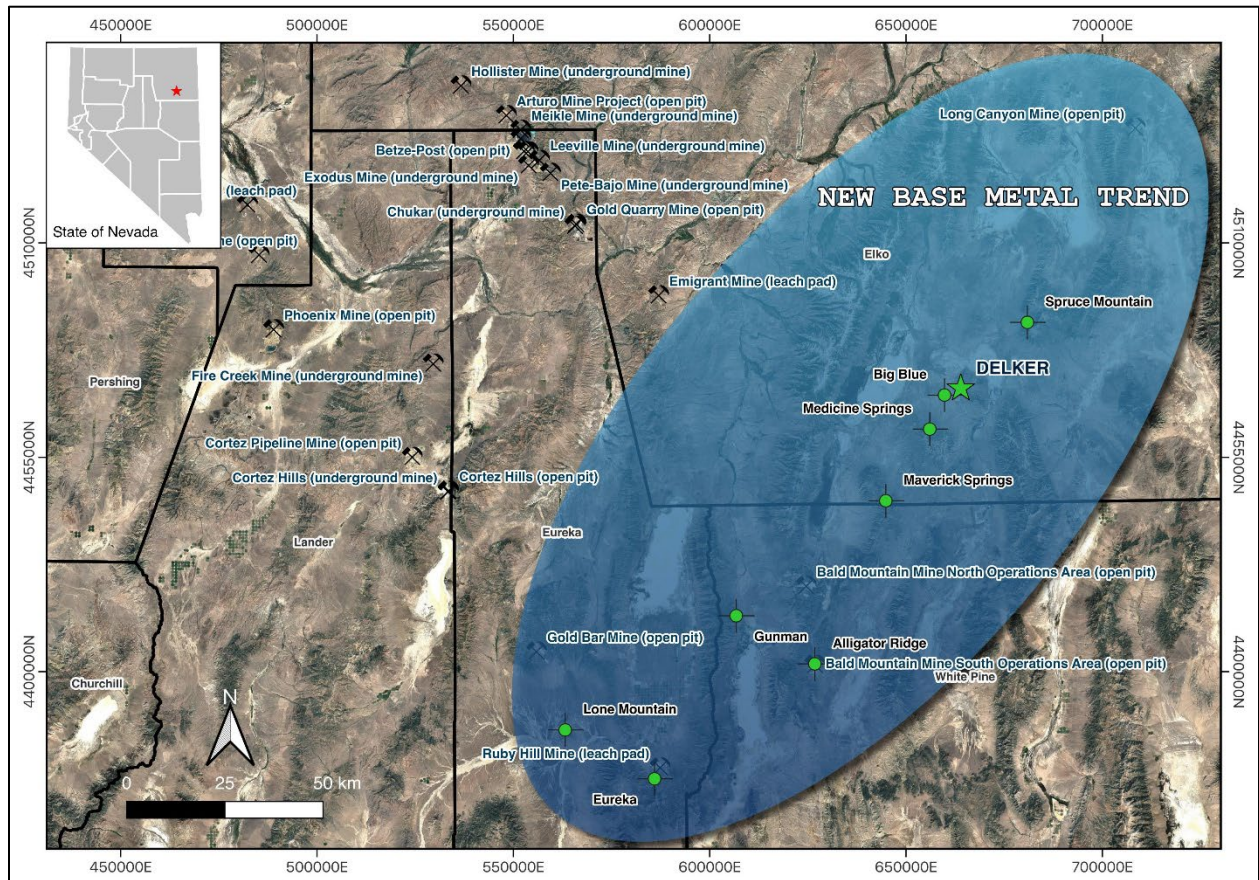 450000E
500000E
550000E
600000E
650000E
700000E
State of Nevada
Hollister Mine (underground mine)
Arturo Mine Project (open pit)
Meikle Mine (underground mine)
Long Canyon Mine (open pit)
Betze-Post (open pit)
Leeville Mine (underground mine)
Exodus Mine (underground mine)
Pete-Bajo Mine (underground mine)
(leach pad)
NEW BASE METAL TREND
Chukar (underground mine)
Gold Quarry Mine (open pit)
4510000N
(open pit)
4510000N
Elko
Emigrant Mine (leach pad)
Spruce Mountain
Phoenix Mine (open pit)
Pershing
Fire Creek Mine (underground mine)
Big Blue
DELKER
Medicine Springs
Cortez Pipeline Mine (open pit)
4455000N
4455000N
Cortez Hills (underground mine)
Cortez Hills (open pit)
Maverick Springs
Eureka
Lander
Bald Mountain Mine North Operations Area (open pit)
Gold Bar Mine (open pit)
Gunman
Alligator Ridge
Bald Mountain Mine South Operations Area (open pit)
White Pine
4400000N
4400000N
Churchill
N
Lone Mountain
Ruby Hill Mine (leach pad)
0
25
50 km
Eureka
450000E
500000E
550000E
600000E
650000E
700000E